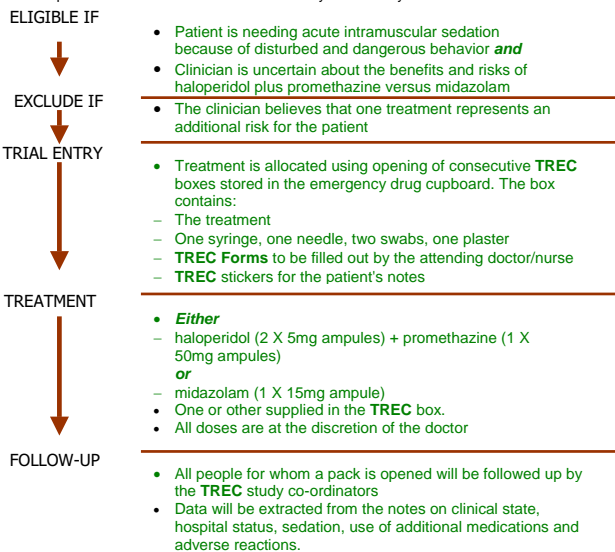 ELIGIBLE IF
• Patient is needing acute intramuscular sedation
because of disturbed and dangerous behavior and
• Clinician is uncertain about the benefits and risks of
haloperidol plus promethazine versus midazolam
EXCLUDE IF
• The clinician believes that one treatment represents an
additional risk for the patient
TRIAL ENTRY
• Treatment is allocated using opening of consecutive TREC
boxes stored in the emergency drug cupboard. The box
contains:
− The treatment
− One syringe, one needle, two swabs, one plaster
− TREC Forms to be filled out by the attending doctor/nurse
− TREC stickers for the patient's notes
TREATMENT
• Either
− haloperidol (2 X 5mg ampules) + promethazine (1 X
50mg ampules)
or
− midazolam (1 X 15mg ampule)
• One or other supplied in the TREC box.
• All doses are at the discretion of the doctor
FOLLOW-UP
• All people for whom a pack is opened will be followed up by
the TREC study co-ordinators
• Data will be extracted from the notes on clinical state,
hospital status, sedation, use of additional medications and
adverse reactions.